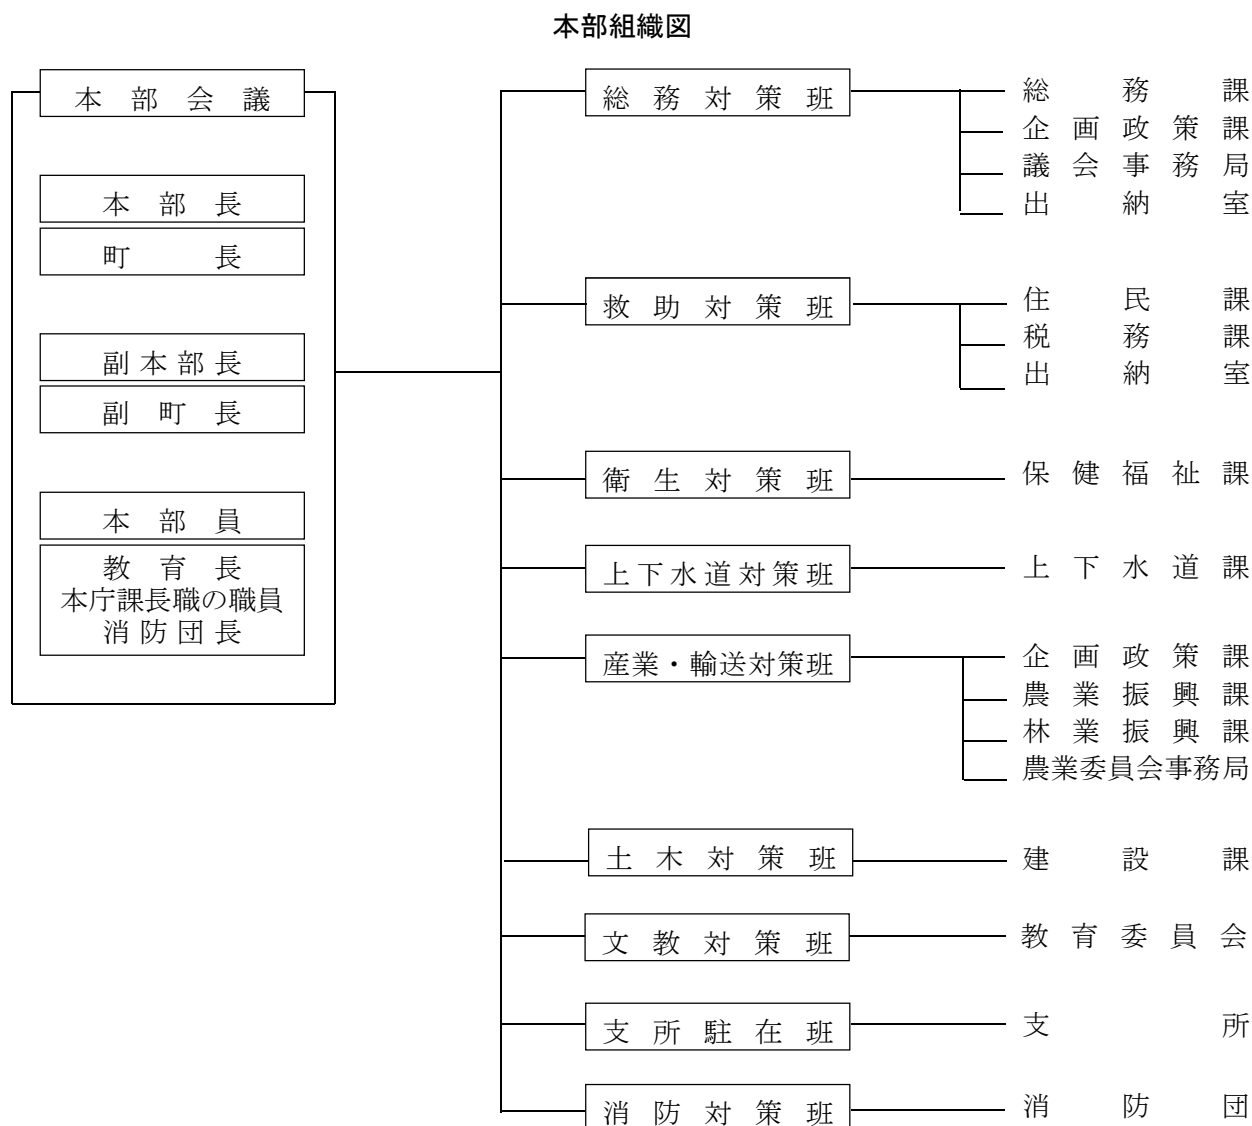 本部組織図
本部会議
本部長
町長
副本部長
副町長
本部員
教育長
本庁課長職の職員
消防団長
総務対策班
総務課
企画政策課
議会事務局
出納室
救助対策班
住民課
税務課
出納室
衛生対策班
保健福祉課
上下水道対策班
上下水道課
産業・輸送対策班
企画政策課
農業振興課
林業振興課
農業委員会事務局
土木対策班
建設課
文教対策班
教育委員会
支所駐在班
支所
消防対策班
消防団